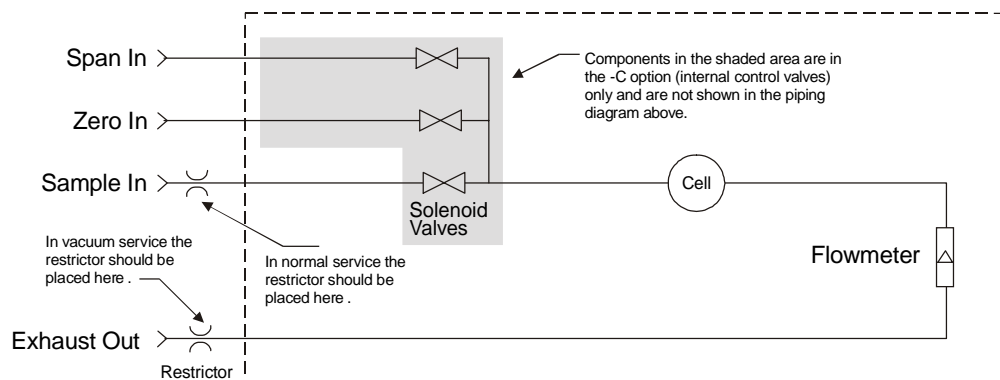 Span In
Components in the shaded area are in
the -C option (internal control valves)
only and are not shown in the piping
diagram above.
Zero In
Sample In
Cell
Solenoid
Valves
In vacuum service the
restrictor should be
placed here .
In normal service the
restrictor should be
placed here .
Flowmeter
Exhaust Out
Restrictor